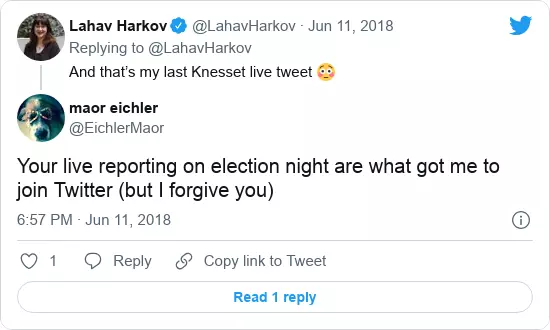 Lahav Harkov @LahavHarkov · Jun 11, 2018
Replying to @LahavHarkov
And that's my last Knesset live tweet 😳
maor eichler
@EichlerMaor
Your live reporting on election night are what got me to
join Twitter (but I forgive you)
6:57 PM · Jun 11, 2018
1 Reply Copy link to Tweet
Read 1 reply